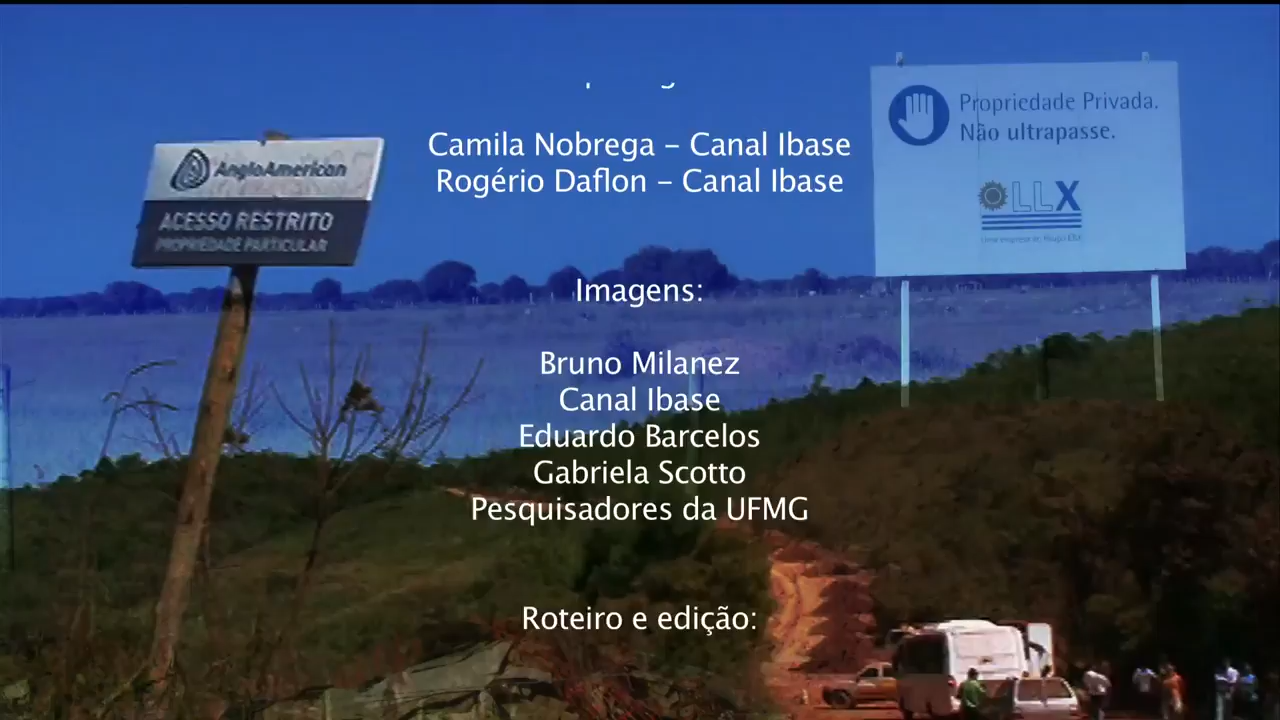 AngloAmerican
ACESSO RESTRITO
PROPRIEDADE PARTICULAR
Propriedade Privada.
Não ultrapasse.
LLX
Camila Nobrega – Canal Ibase
Rogério Daflon – Canal Ibase
Imagens:
Bruno Milanez
Canal Ibase
Eduardo Barcelos
Gabriela Scotto
Pesquisadores da UFMG
Roteiro e edição: